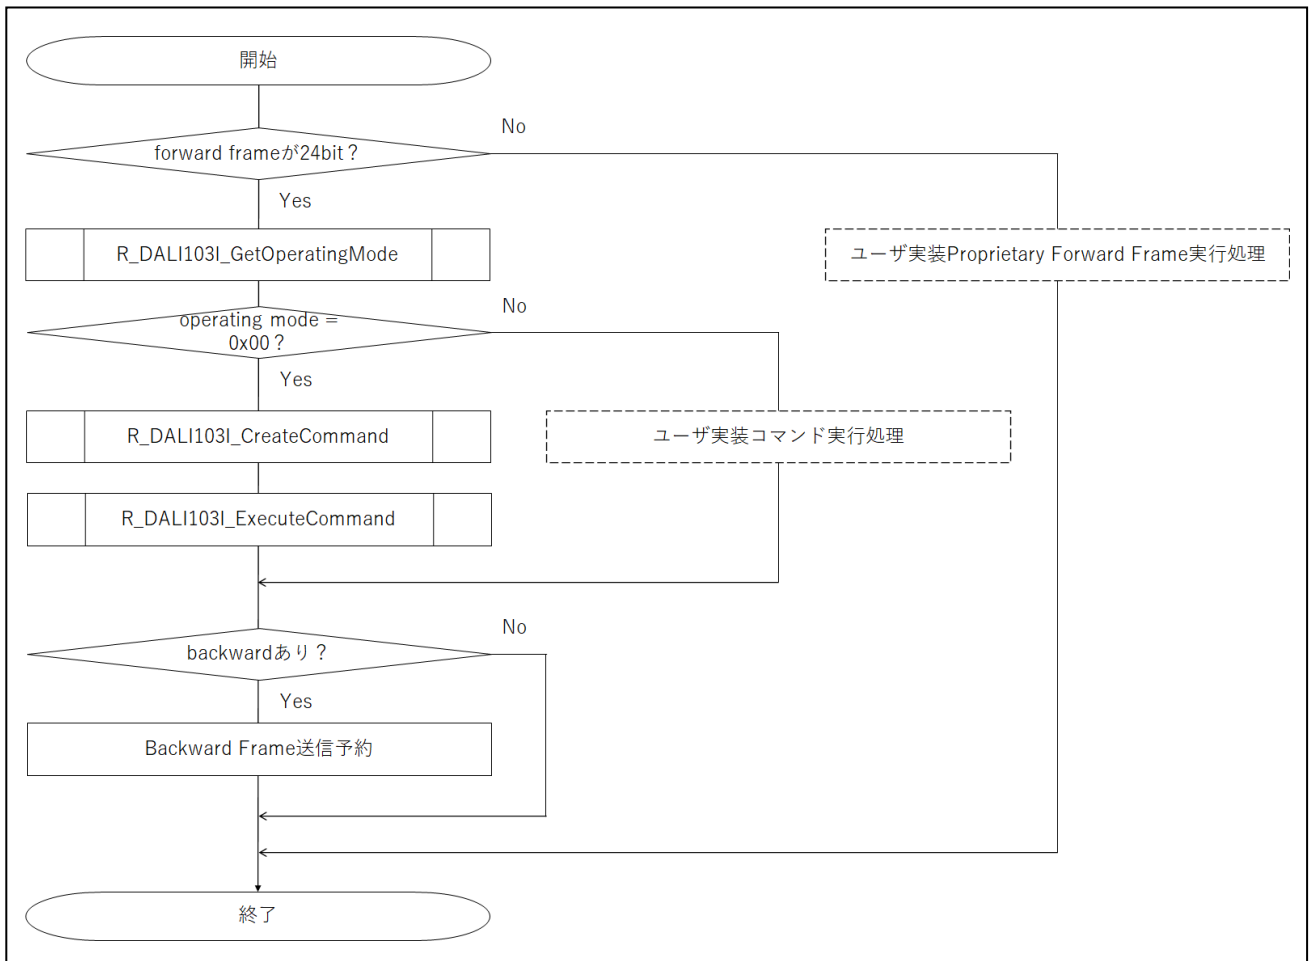 開始
No
forward frameが24bit？
Yes
R_DALI103I_GetOperatingMode
ユーザ実装Proprietary Forward Frame実行処理
No
operating mode =
0x00？
Yes
R_DALI103I_CreateCommand
ユーザ実装コマンド実行処理
R_DALI103I_ExecuteCommand
No
backwardあり？
Yes
Backward Frame送信予約
終了